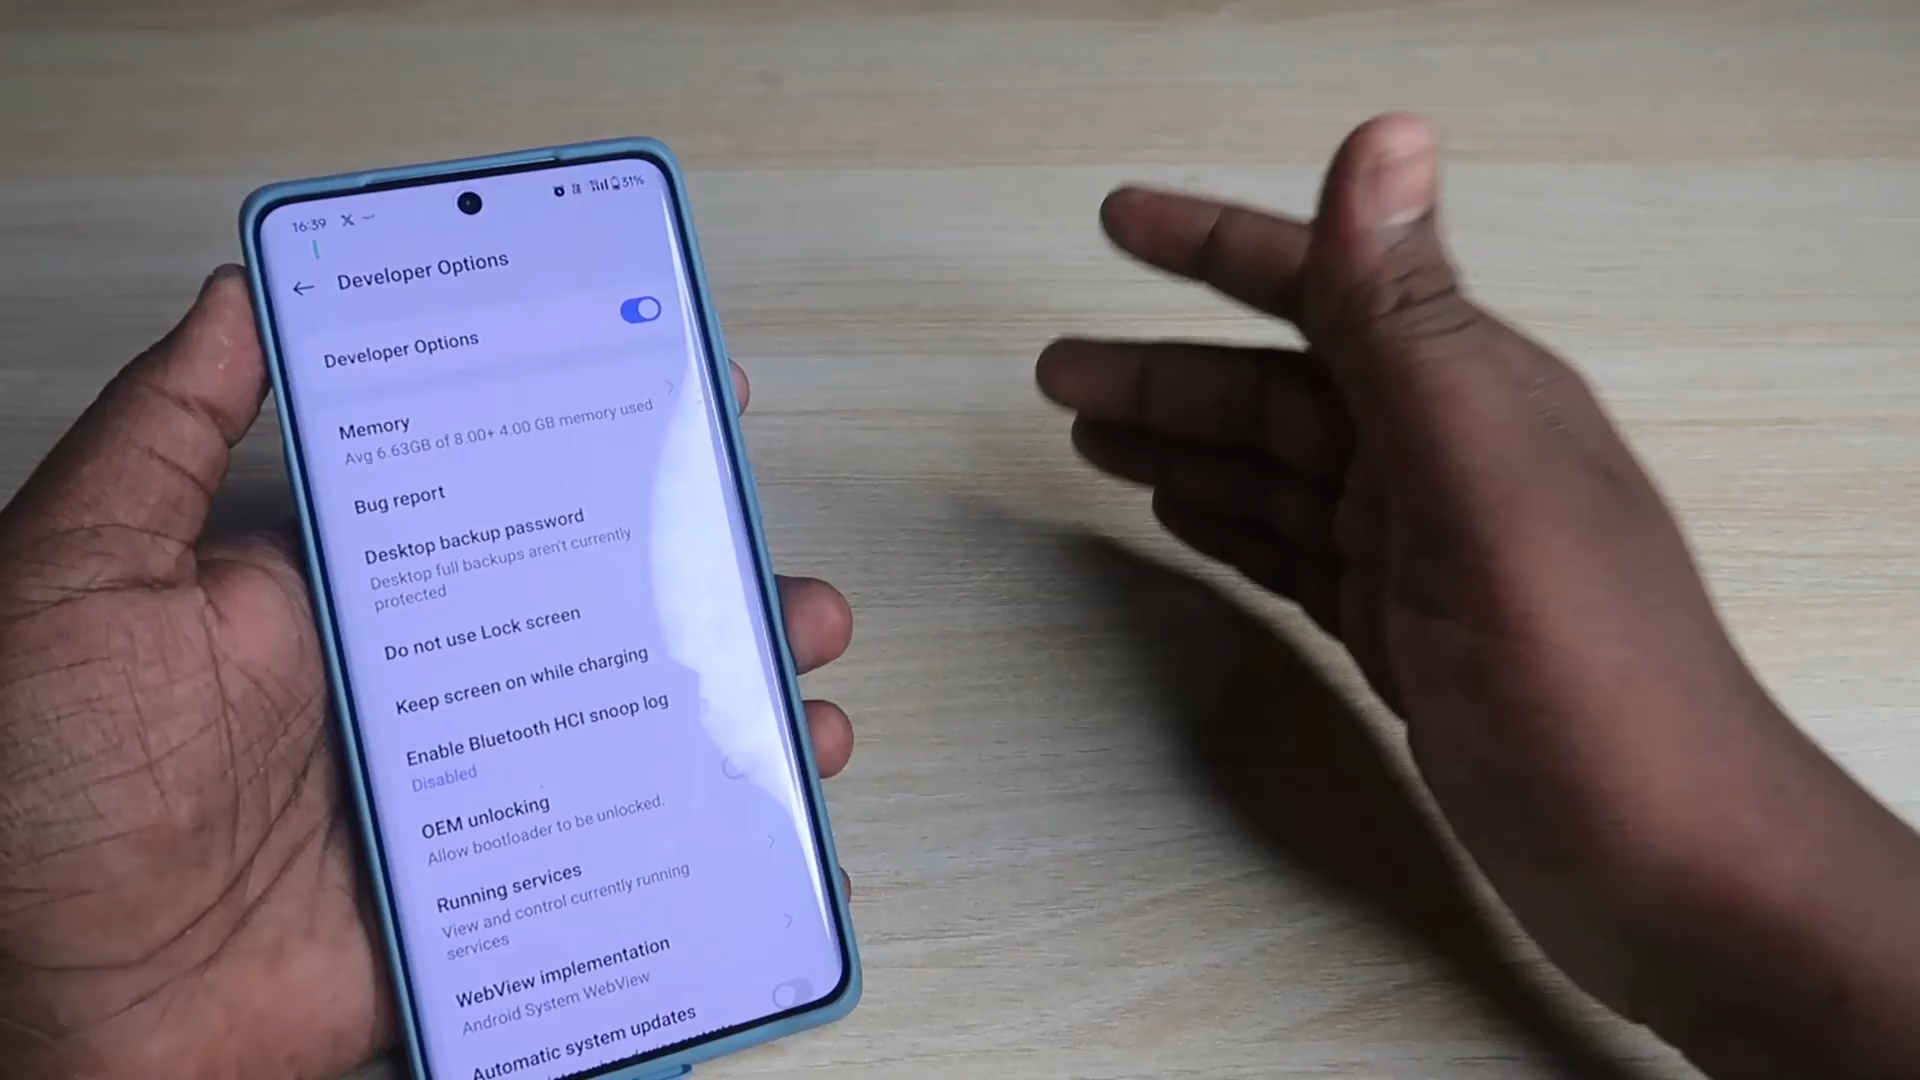 16:39 X 31%
Developer Options
Developer Options
Memory
Avg 6.63GB of 8.00+ 4.00 GB memory used
Bug report
Desktop backup password
Desktop full backups aren't currently
protected
Do not use Lock screen
Keep screen on while charging
Enable Bluetooth HCI snoop log
Disabled
OEM unlocking
Allow bootloader to be unlocked.
Running services
View and control currently running
services
WebView implementation
Android System WebView
Automatic system updates